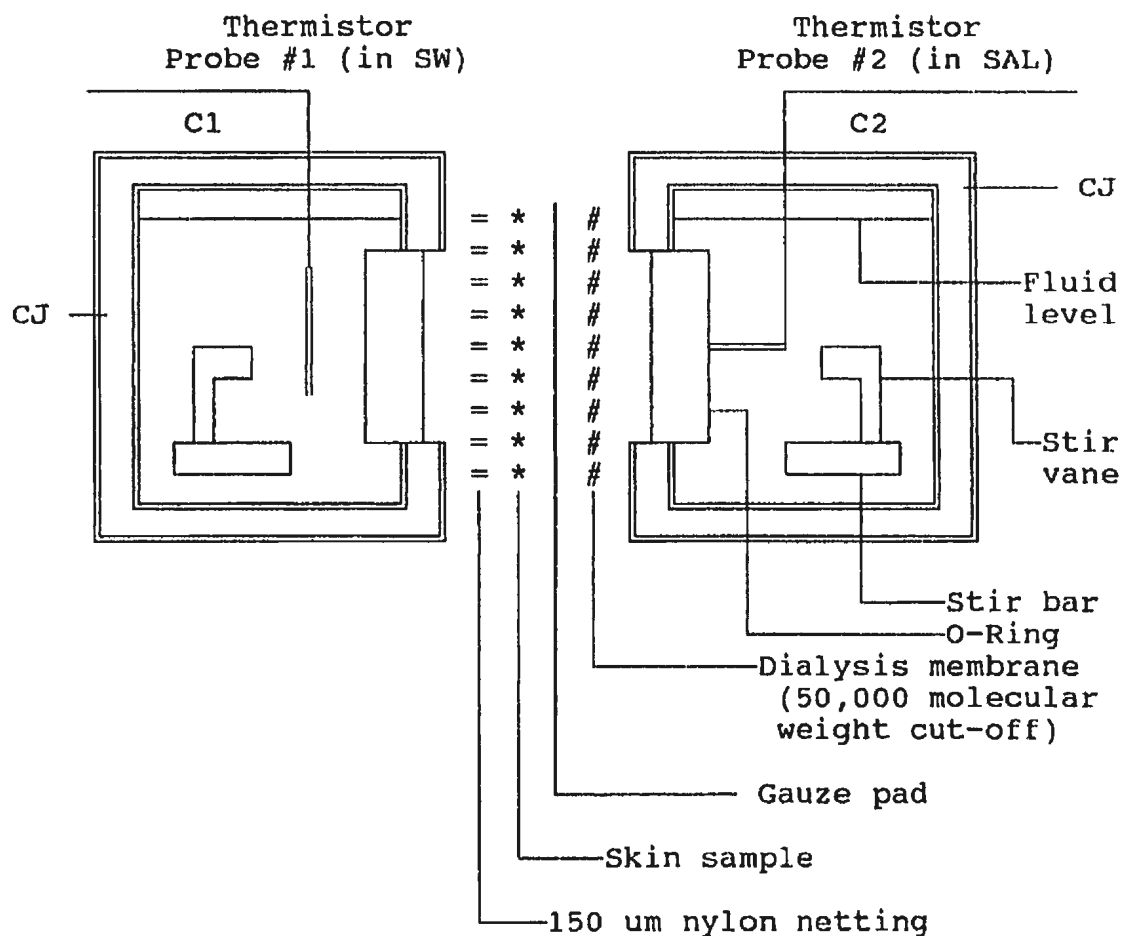 Thermistor
Probe #1 (in SW)
Thermistor
Probe #2 (in SAL)
C1
C2
CJ
= * #
= * #
= * #
Fluid
level
= * #
CJ
= * #
= * #
= * #
= * #
Stir
vane
= * #
Stir bar
O-Ring
Dialysis membrane
(50,000 molecular
weight cut-off)
Gauze pad
Skin sample
150 um nylon netting